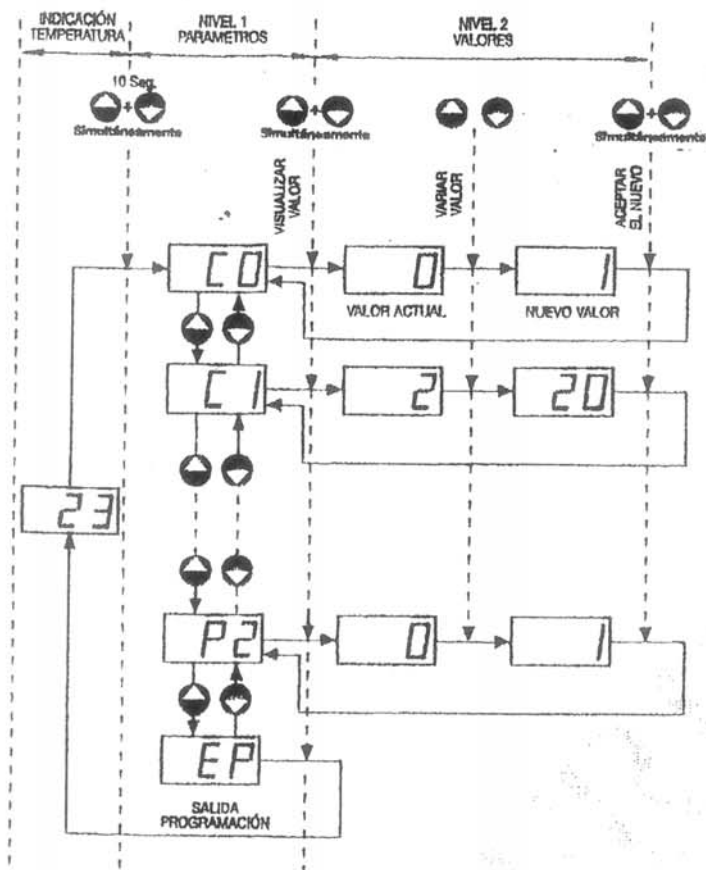 INDICACIÓN
TEMPERATURA
NIVEL 1
PARAMETROS
NIVEL 2
VALORES
10 Seg.
+
Simultáneamente
+
Simultáneamente
+
Simultáneamente
VISUALIZAR
VALOR
VARIAR
VALOR
ACEPTAR
EL NUEVO
C0
0
1
VALOR ACTUAL
NUEVO VALOR
C1
2
20
23
P2
0
1
EP
SALIDA
PROGRAMACIÓN